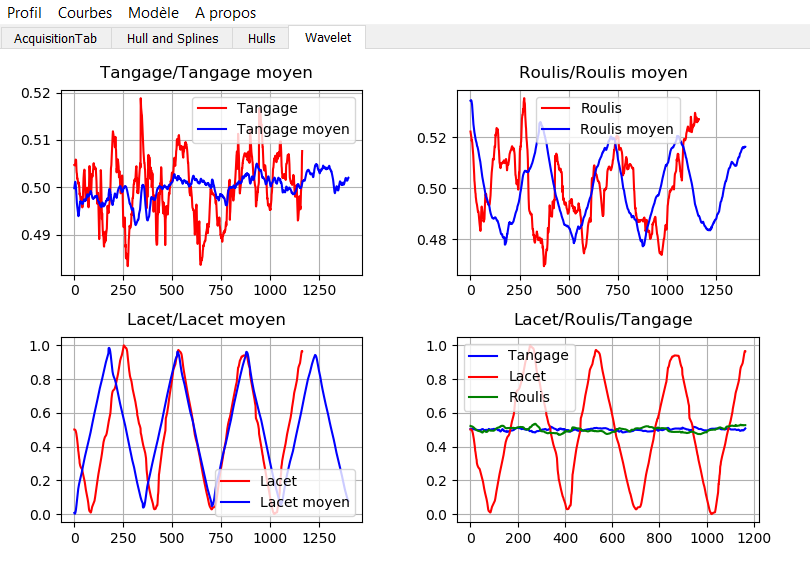 Profil Courbes Modèle A propos
AcquisitionTab Hull and Splines Hulls Wavelet
Tangage/Tangage moyen
0.52
0.51
0.50
0.49
Tangage
Tangage moyen
0 250 500 750 1000 1250
Roulis/Roulis moyen
0.52
0.50
0.48
Roulis
Roulis moyen
0 250 500 750 1000 1250
Lacet/Lacet moyen
1.0
0.8
0.6
0.4
0.2
0.0
Lacet
Lacet moyen
0 250 500 750 1000 1250
Lacet/Roulis/Tangage
1.0
0.8
0.6
0.4
0.2
0.0
Tangage
Lacet
Roulis
0 200 400 600 800 1000 1200